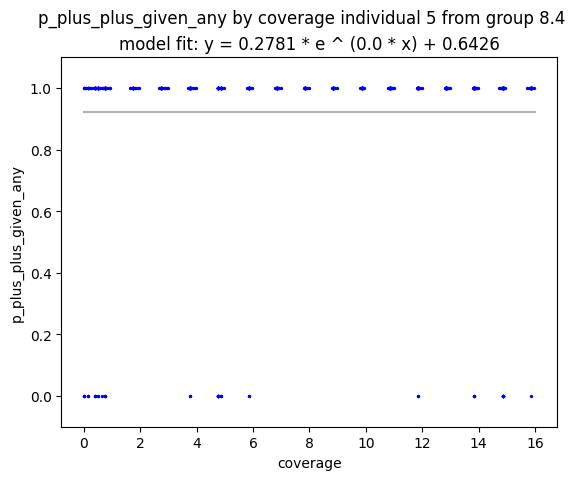 p_plus_plus_given_any by coverage individual 5 from group 8.4
model fit: y = 0.2781 * e ^ (0.0 * x) + 0.6426
1.0
0.8
0.6
0.4
0.2
0.0
p_plus_plus_given_any
0 2 4 6 8 10 12 14 16
coverage